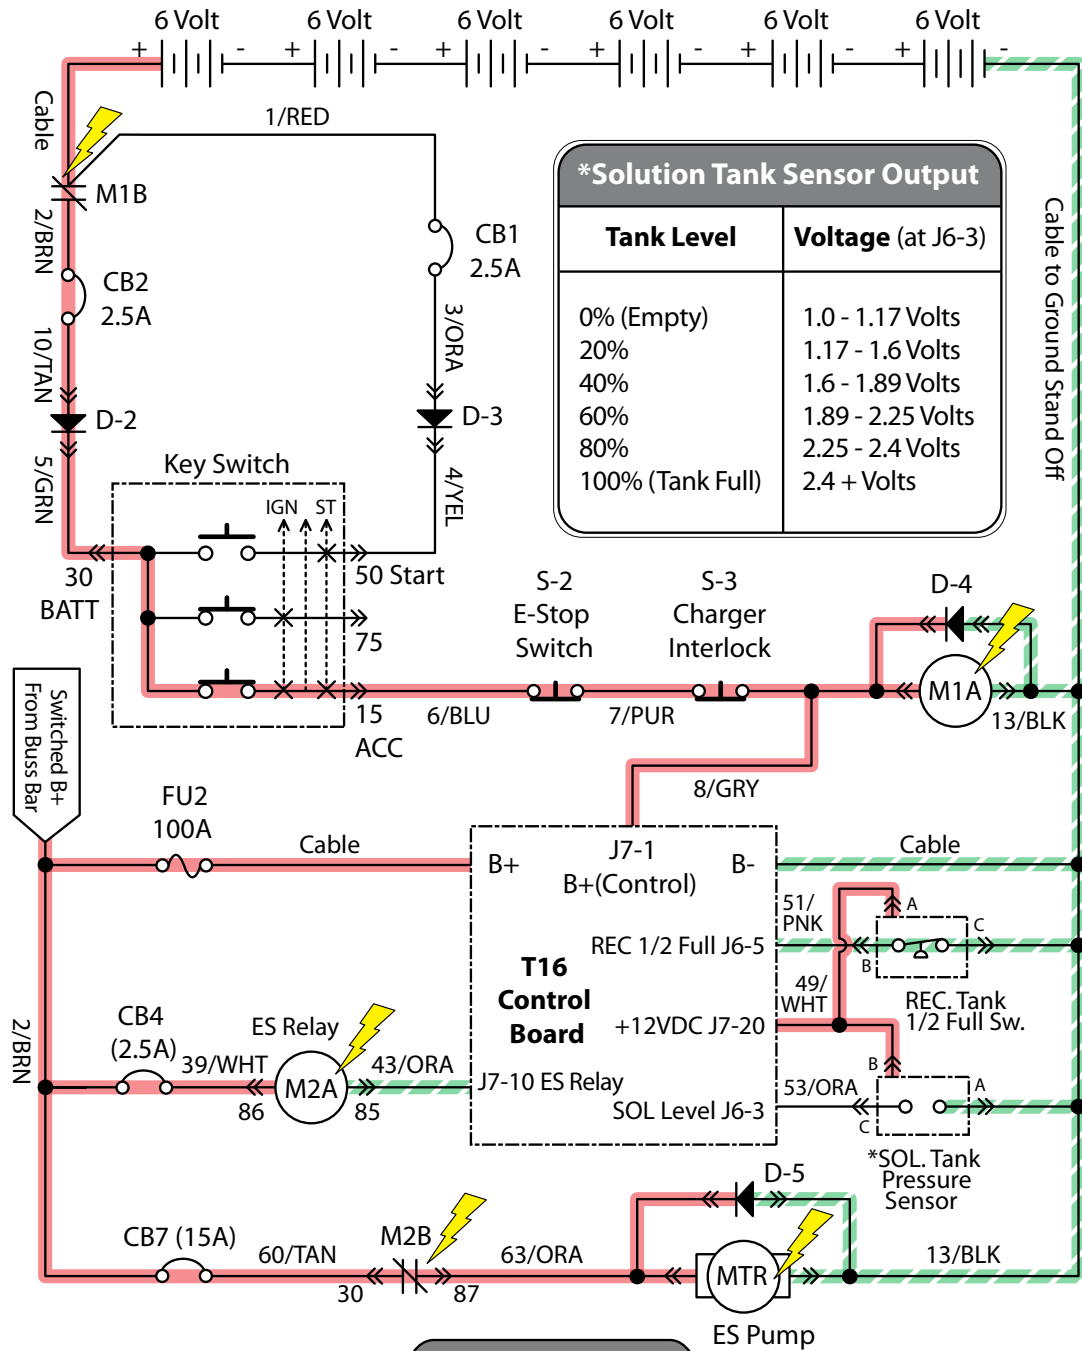 6 Volt 6 Volt 6 Volt 6 Volt 6 Volt 6 Volt
+ - + - + - + - + - + -
Cable
1/RED
M1B
2/BRN
CB2
2.5A
10/TAN
D-2
5/GRN
CB1
2.5A
3/ORA
D-3
4/YEL
*Solution Tank Sensor Output
Tank Level Voltage (at J6-3)
0% (Empty) 1.0 - 1.17 Volts
20% 1.17 - 1.6 Volts
40% 1.6 - 1.89 Volts
60% 1.89 - 2.25 Volts
80% 2.25 - 2.4 Volts
100% (Tank Full) 2.4 + Volts
Cable to Ground Stand Off
Key Switch
IGN ST
30
BATT
50 Start
75
15
ACC
6/BLU
S-2
E-Stop
Switch
7/PUR
S-3
Charger
Interlock
D-4
M1A
13/BLK
8/GRY
Switched B+
From Buss Bar
FU2
100A
Cable
B+
J7-1
B+(Control)
B-
Cable
51/
PNK
A
C
B
REC 1/2 Full J6-5
REC. Tank
1/2 Full Sw.
T16
Control
Board
49/
WHT
+12VDC J7-20
2/BRN
CB4
(2.5A)
39/WHT
86
ES Relay
M2A
85
43/ORA
J7-10 ES Relay
SOL Level J6-3
53/ORA
B
A
C
*SOL. Tank
Pressure
Sensor
CB7 (15A)
60/TAN
30
M2B
87
63/ORA
D-5
MTR
13/BLK
ES Pump